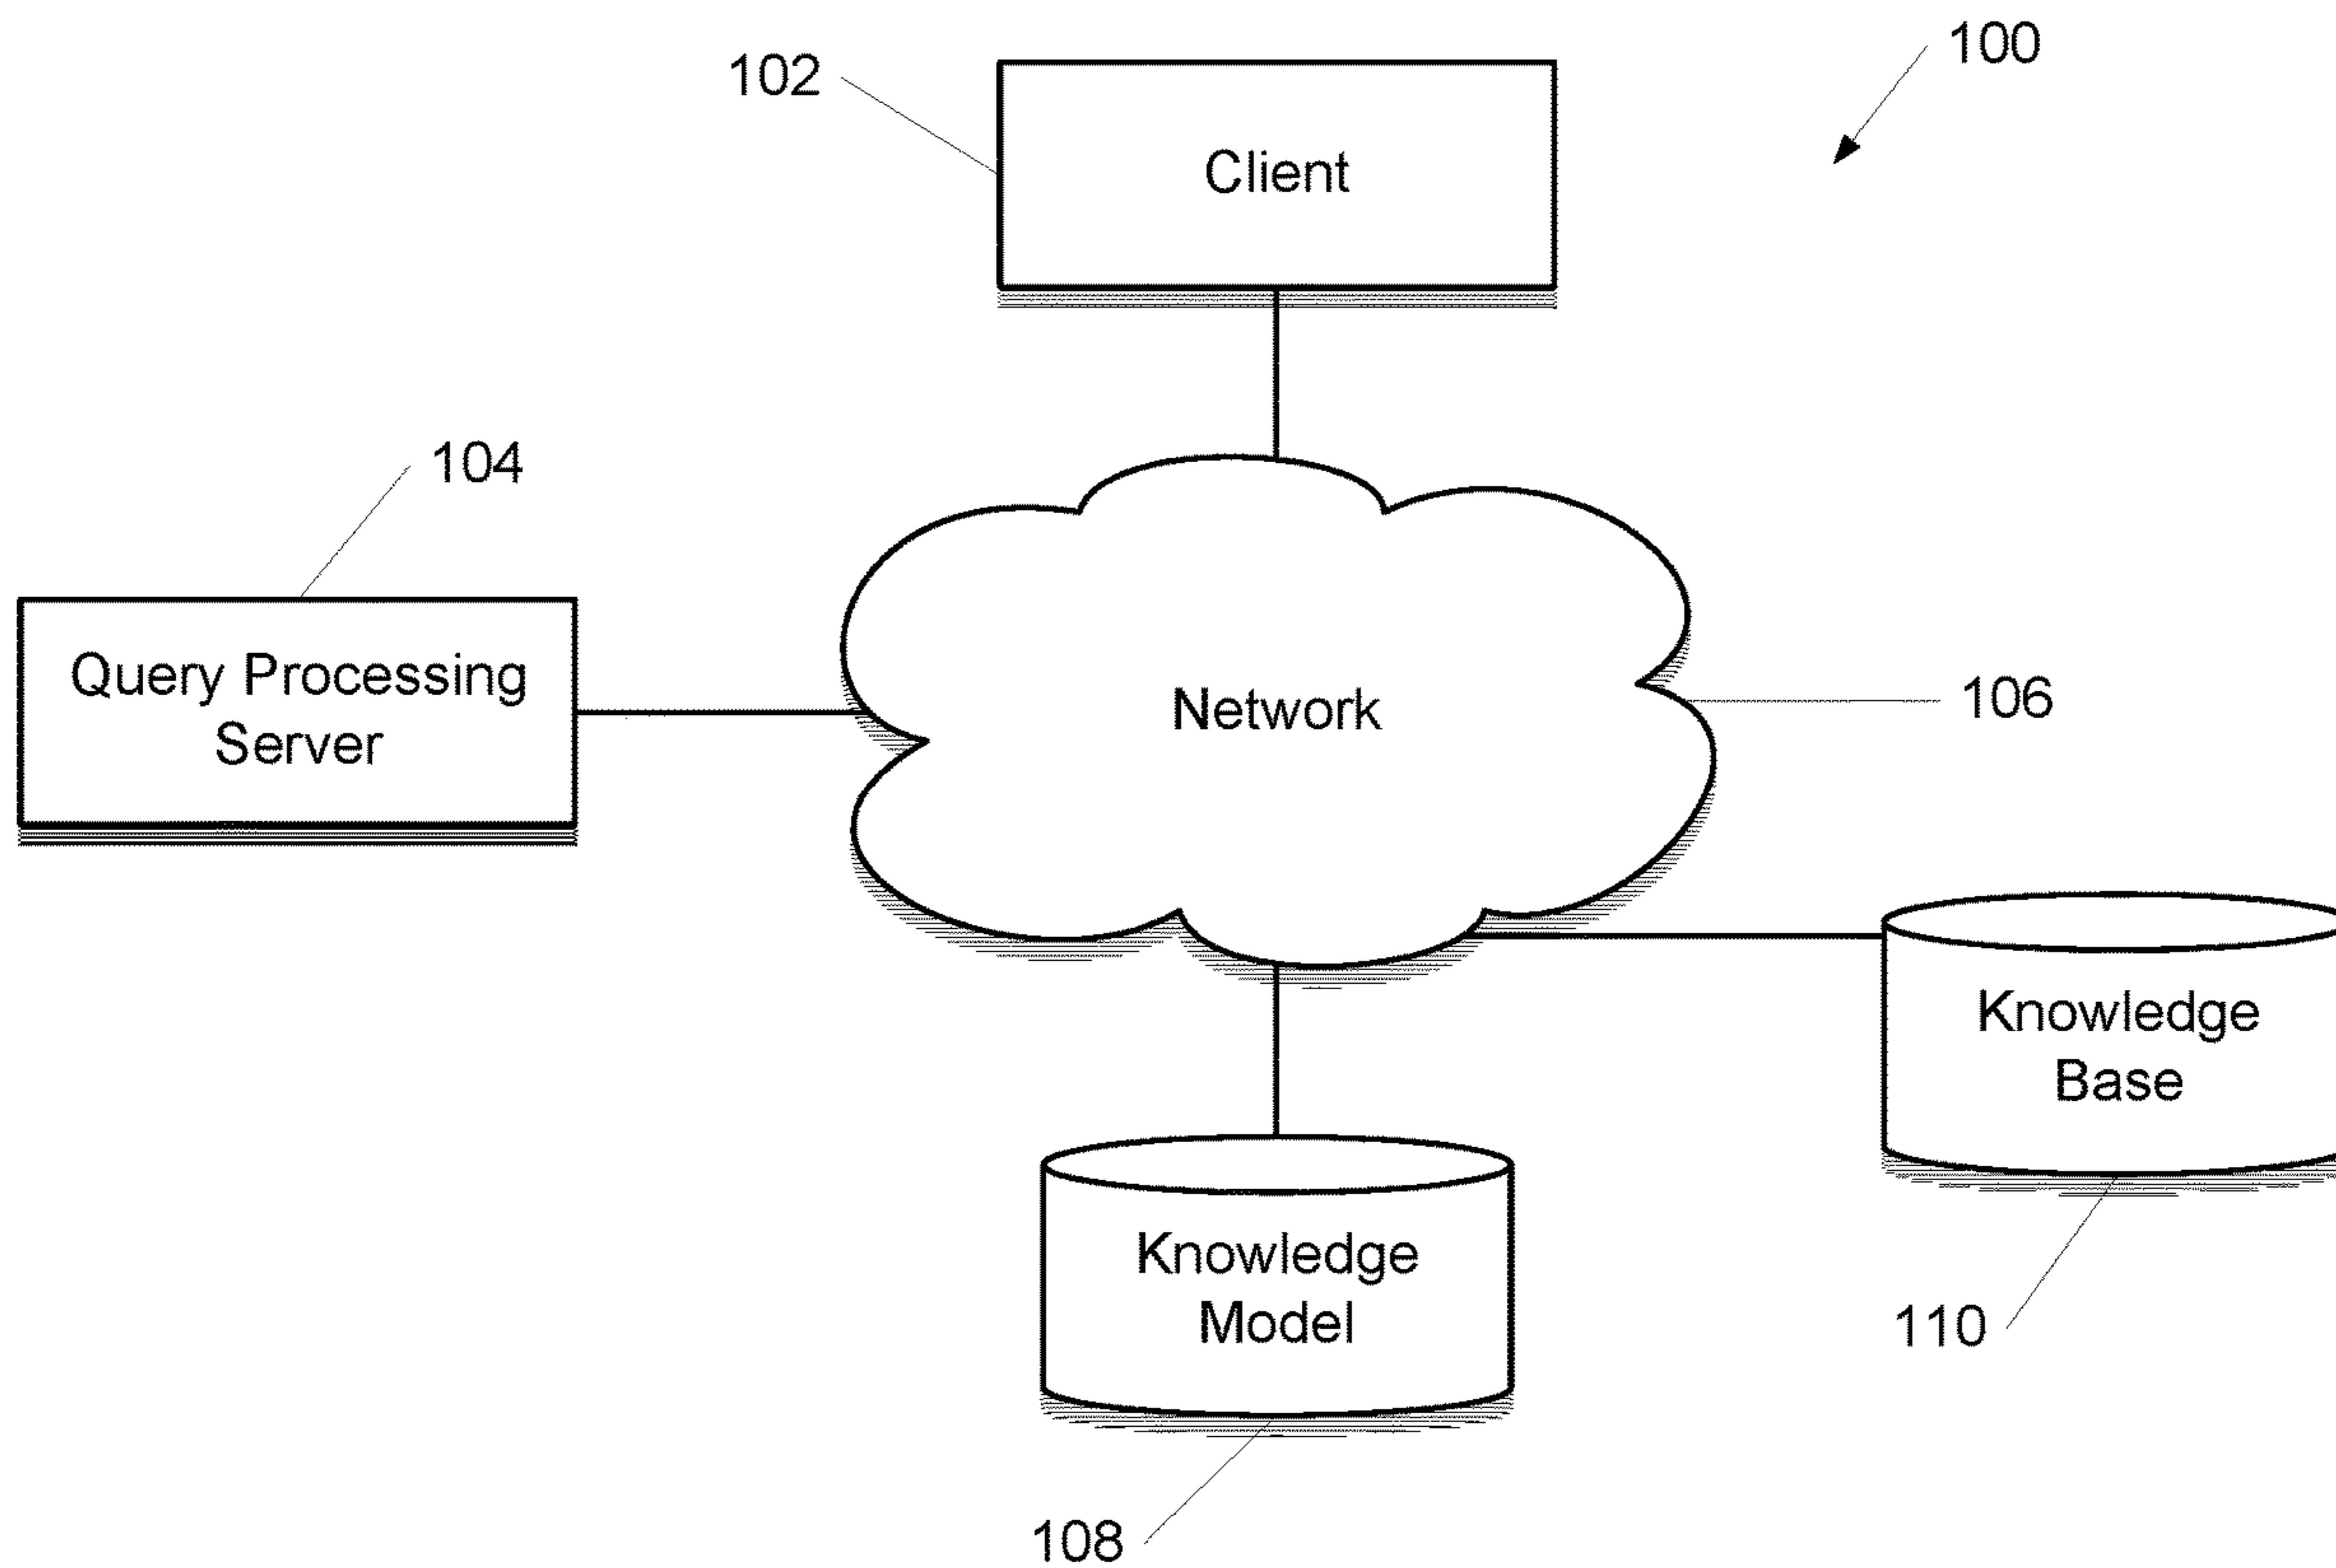 100
102
Client
104
Query Processing
Server
Network
106
Knowledge
Base
Knowledge
Model
110
108